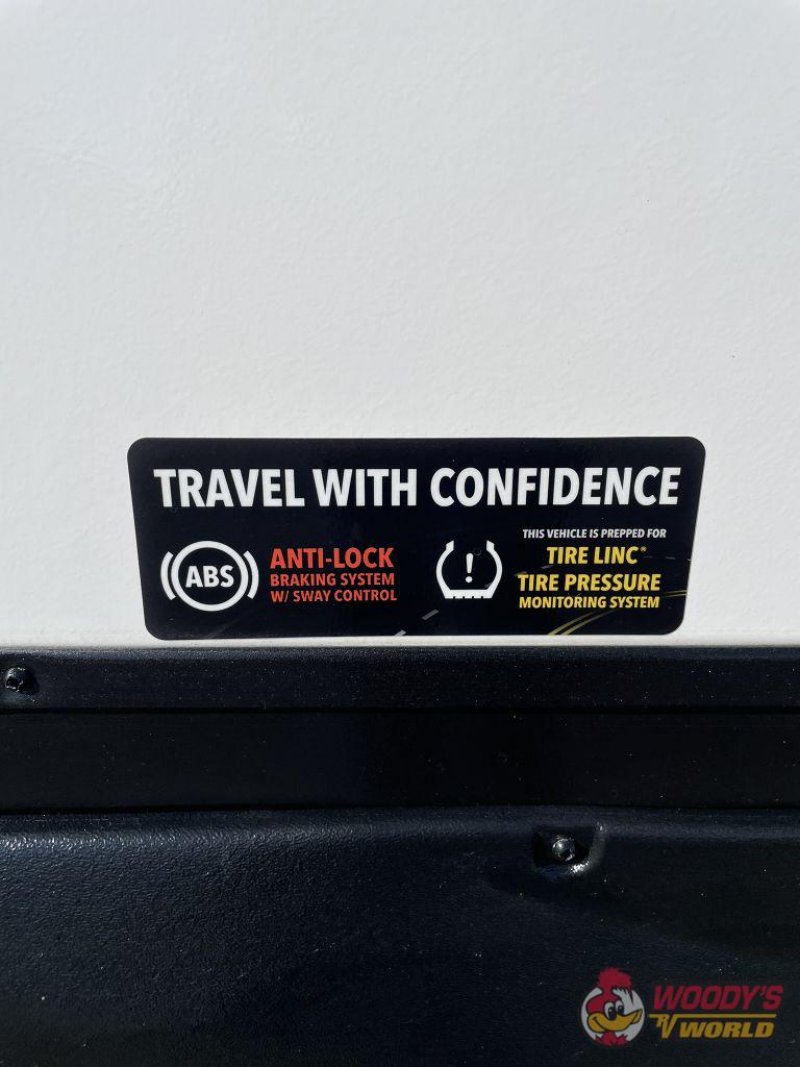 TRAVEL WITH CONFIDENCE
ABS
ANTI-LOCK
BRAKING SYSTEM
W/ SWAY CONTROL
!
THIS VEHICLE IS PREPPED FOR
TIRE LINC®
TIRE PRESSURE
MONITORING SYSTEM
WOODY'S
RV WORLD